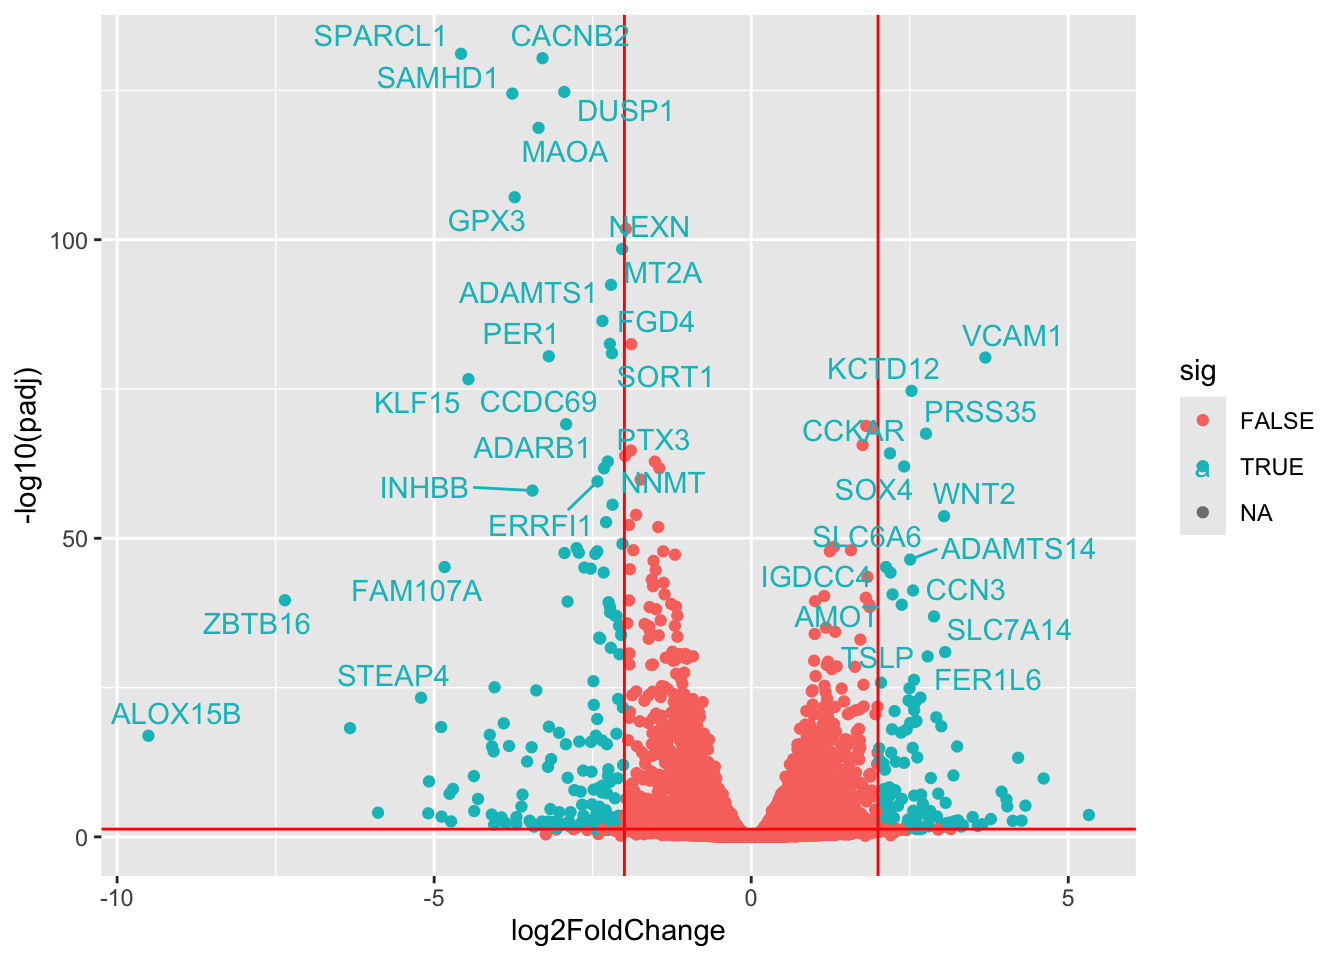 SPARCL1
CACNB2
SAMHD1
DUSP1
MAOA
GPX3
NEXN
MT2A
ADAMTS1
FGD4
PER1
SORT1
KLF15
CCDC69
ADARB1
PTX3
INHBB
NNMT
ERRFI1
FAM107A
ZBTB16
STEAP4
ALOX15B
VCAM1
KCTD12
PRSS35
CCKAR
SOX4
WNT2
SLC6A6
ADAMTS14
IGDCC4
CCN3
AMOT
SLC7A14
TSLP
FER1L6
100
50
0
-10
-5
0
5
log2FoldChange
-log10(padj)
sig
FALSE
a
TRUE
NA